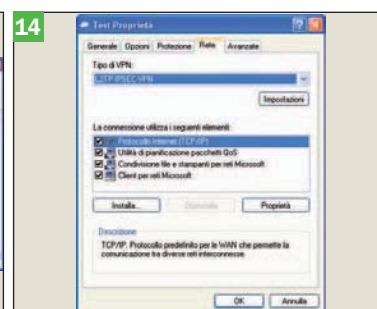 14
Test Proprietà
Generale Opzioni Protezione Rete Avanzate
Tipo di VPN:
L2TP IPSEC VPN
Impostazioni
La connessione utilizza i seguenti elementi:
Protocollo Internet (TCP/IP)
Utilità di pianificazione pacchetti QoS
Condivisione file e stampanti per reti Microsoft
Client per reti Microsoft
Installa... Disinstalla Proprietà
Descrizione
TCP/IP. Protocollo predefinito per le WAN che permette la
comunicazione tra diverse reti interconnesse.
OK Annulla